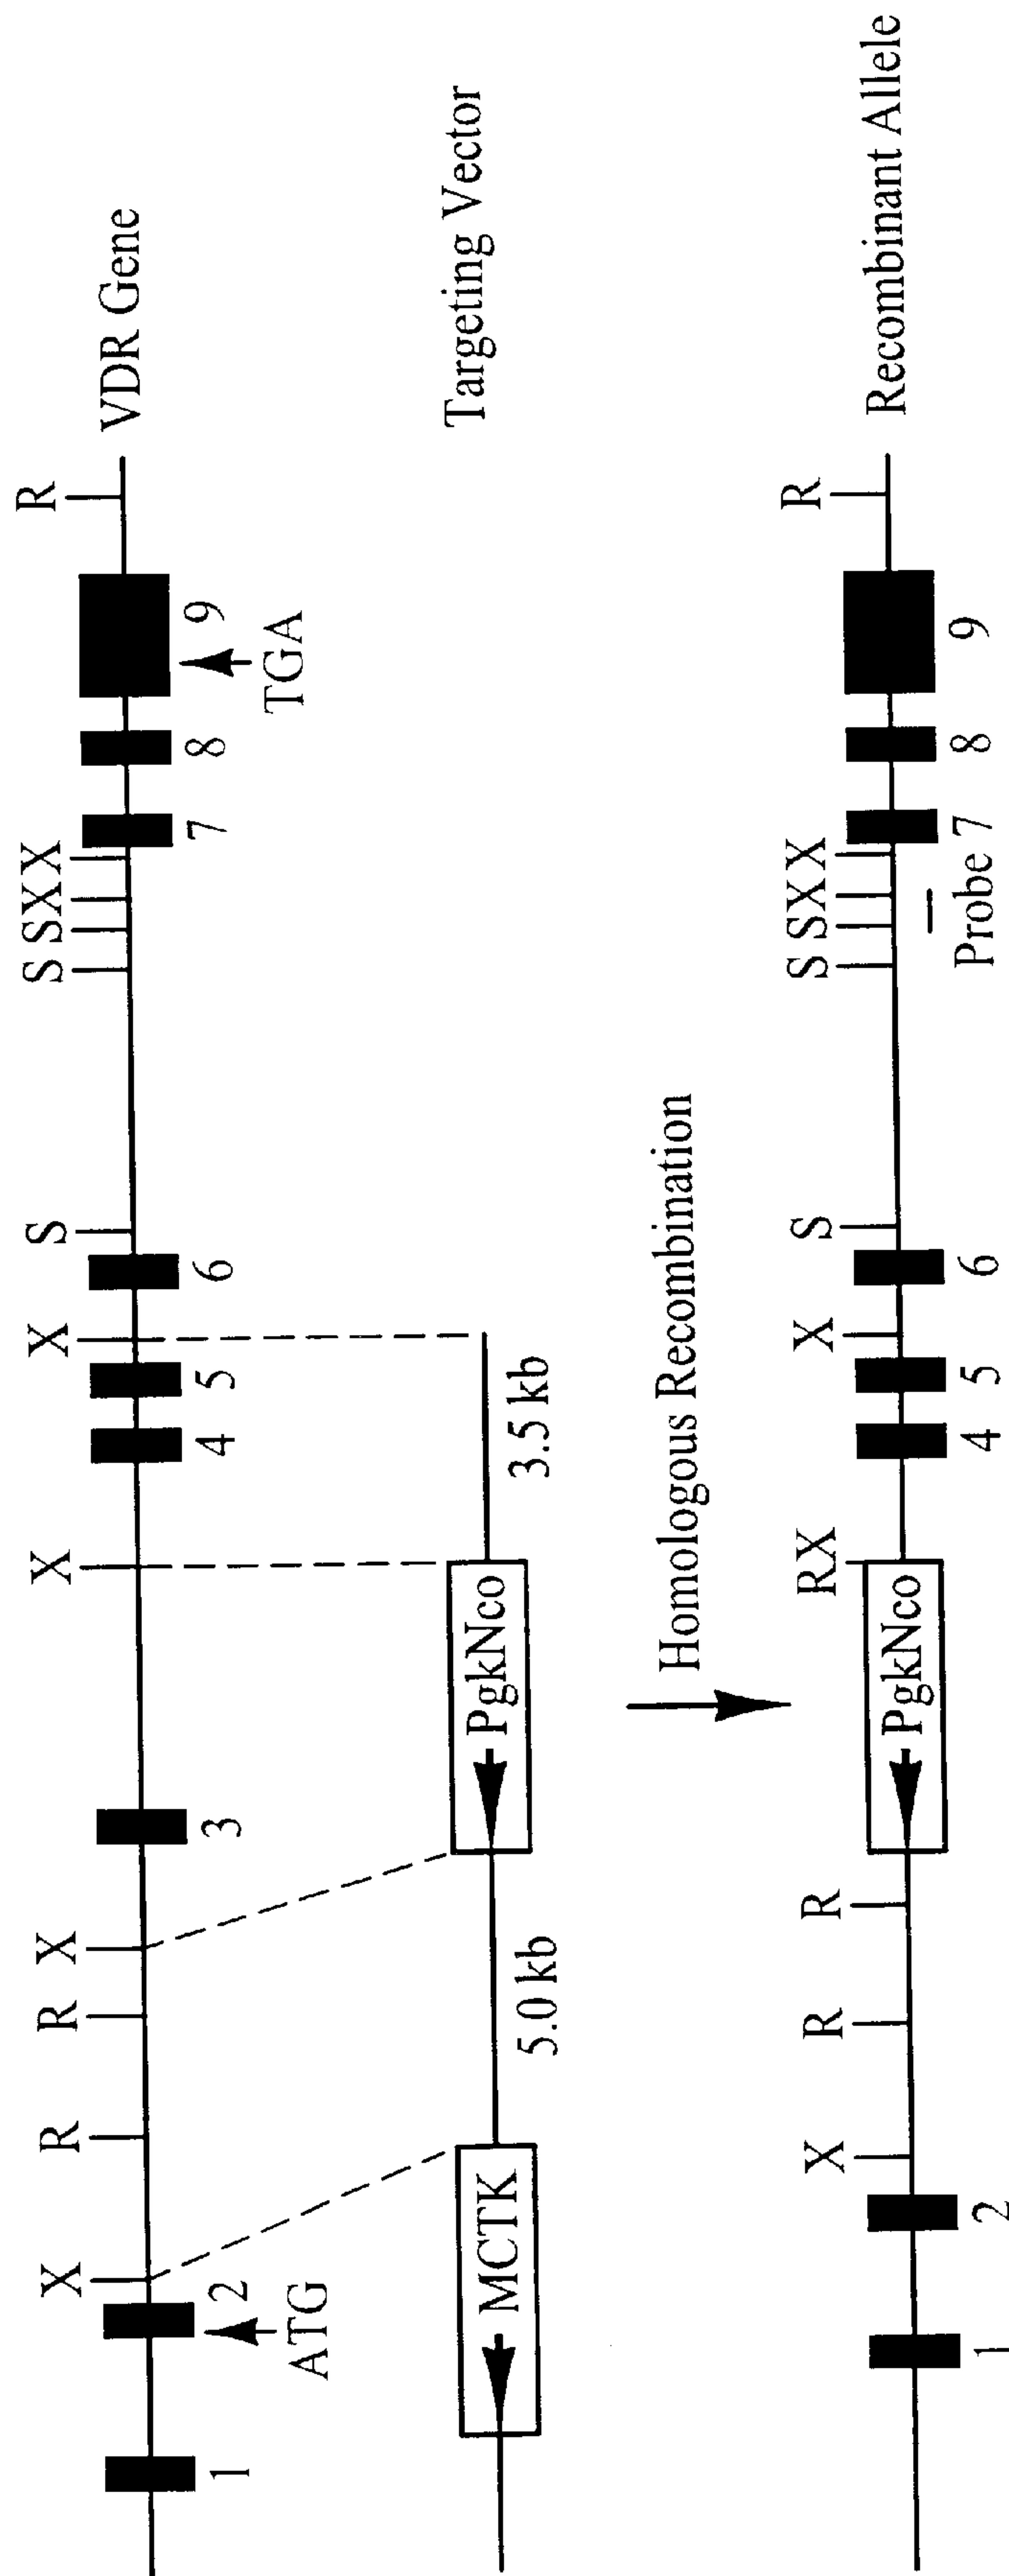 X R R X X X S S SXX R
VDR Gene
1 2 3 4 5 6 7 8 9
ATG TGA
MCTK PgkNco Targeting Vector
5.0 kb 3.5 kb
Homologous Recombination
X R R RX X S S SXX R
PgkNco Recombinant Allele
1 2 4 5 6 Probe 7 8 9